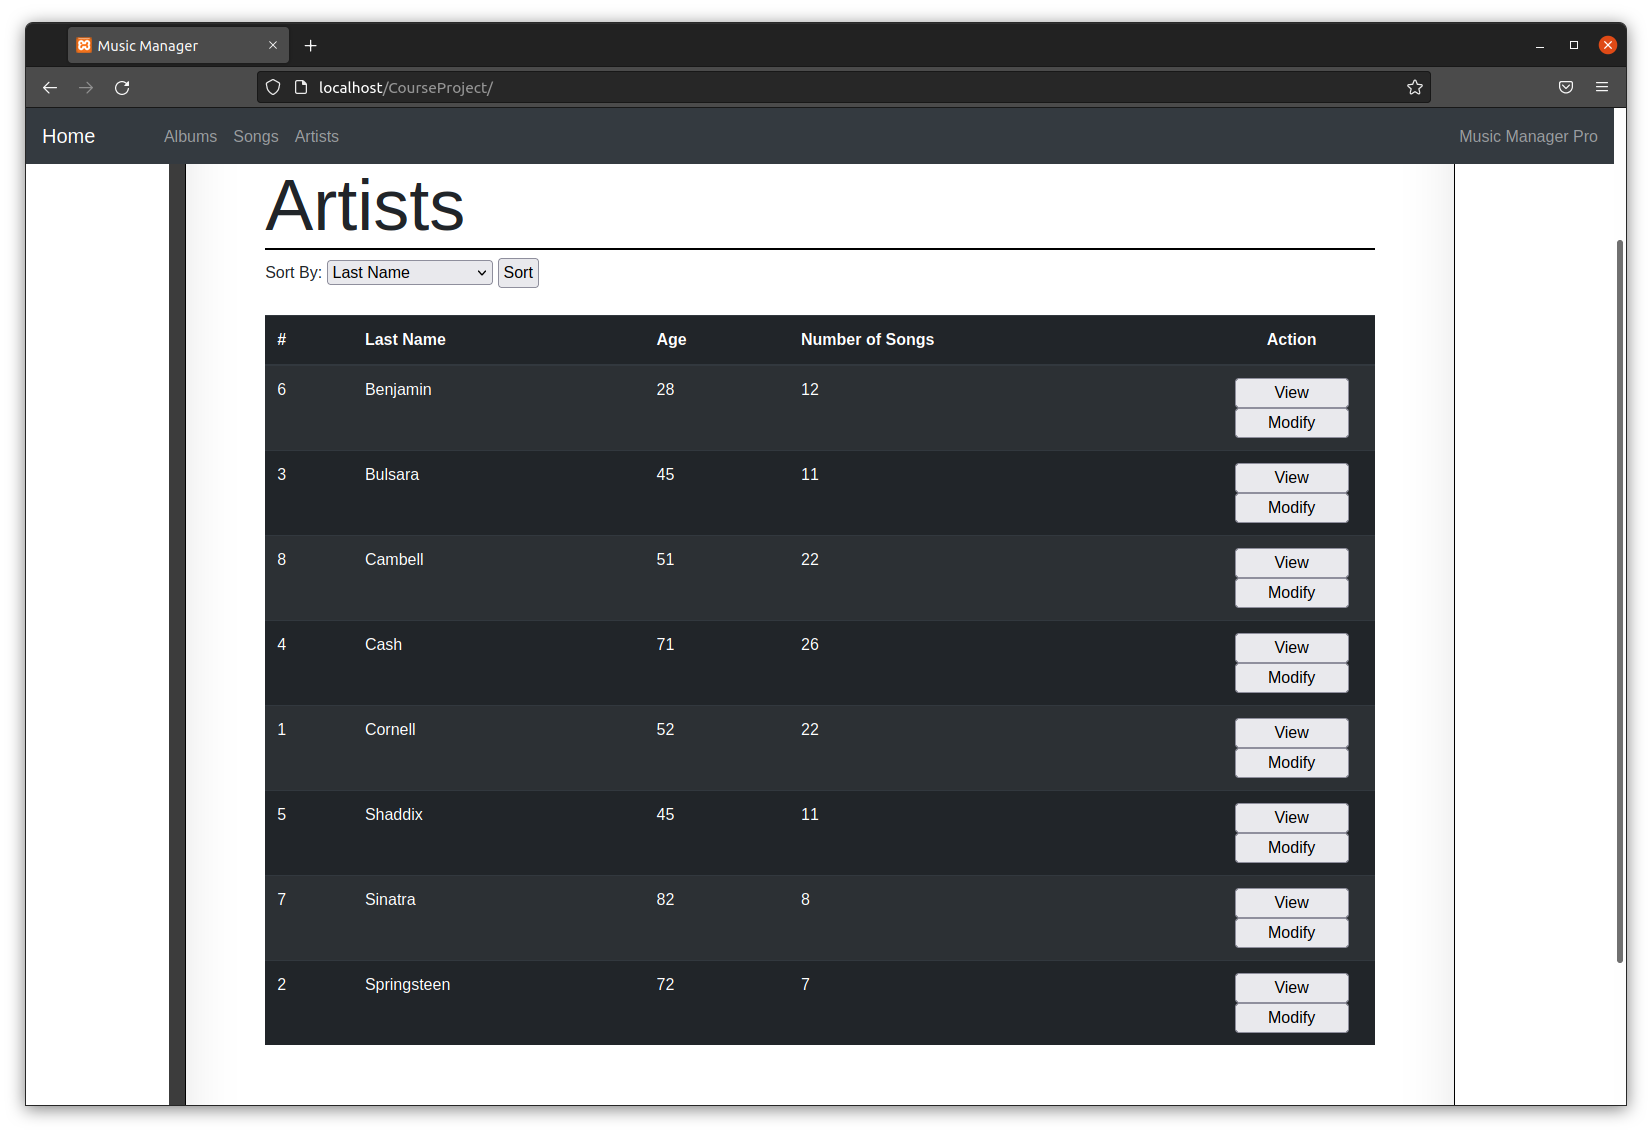 Music Manager
localhost/CourseProject/
Home Albums Songs Artists Music Manager Pro
Artists
Sort By: Last Name Sort
# Last Name Age Number of Songs Action
6 Benjamin 28 12 View
Modify
3 Bulsara 45 11 View
Modify
8 Cambell 51 22 View
Modify
4 Cash 71 26 View
Modify
1 Cornell 52 22 View
Modify
5 Shaddix 45 11 View
Modify
7 Sinatra 82 8 View
Modify
2 Springsteen 72 7 View
Modify